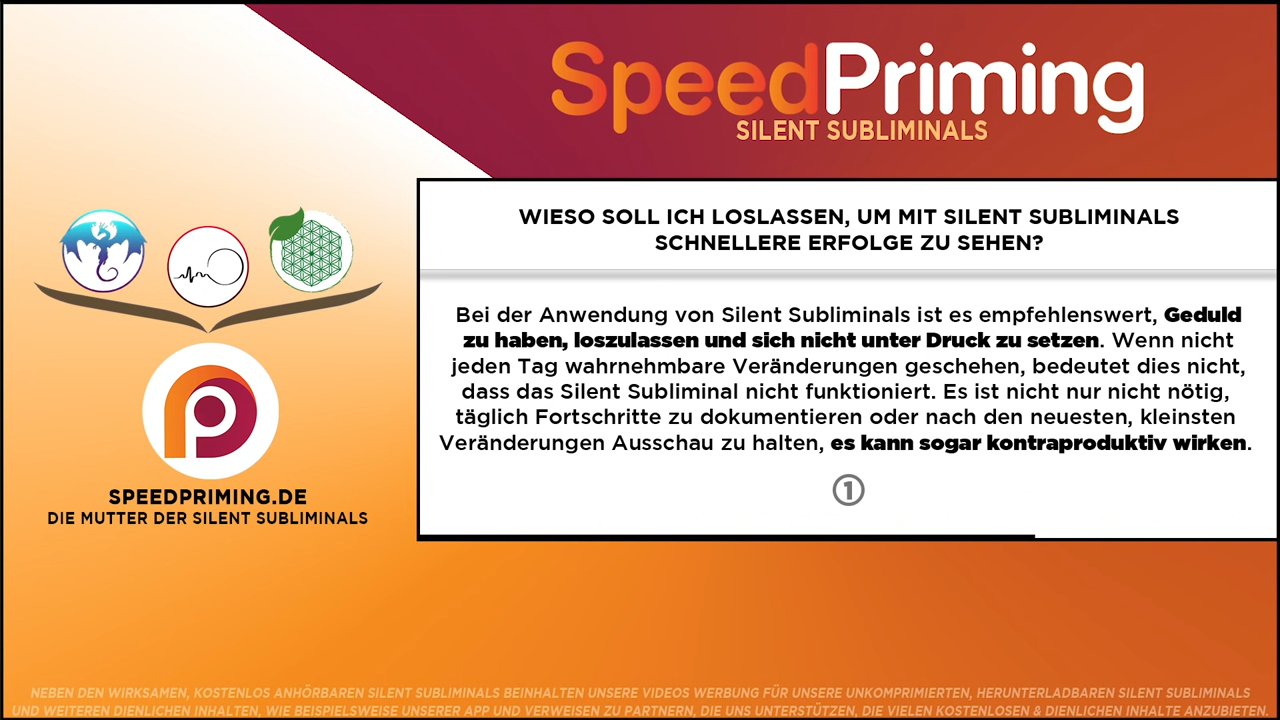 SpeedPriming
SILENT SUBLIMINALS
WIESO SOLL ICH LOSLASSEN, UM MIT SILENT SUBLIMINALS
SCHNELLERE ERFOLGE ZU SEHEN?
Bei der Anwendung von Silent Subliminals ist es empfehlenswert, Geduld
zu haben, loszulassen und sich nicht unter Druck zu setzen. Wenn nicht
jeden Tag wahrnehmbare Veränderungen geschehen, bedeutet dies nicht,
dass das Silent Subliminal nicht funktioniert. Es ist nicht nur nicht nötig,
täglich Fortschritte zu dokumentieren oder nach den neuesten, kleinsten
Veränderungen Ausschau zu halten, es kann sogar kontraproduktiv wirken.
①
SPEEDPRIMING.DE
DIE MUTTER DER SILENT SUBLIMINALS
NEBEN DEN WIRKSAMEN, KOSTENLOS ANHÖRBAREN SILENT SUBLIMINALS BEINHALTEN UNSERE VIDEOS WERBUNG FÜR UNSERE UNKOMPRIMIERTEN, HERUNTERLADBAREN SILENT SUBLIMINALS
UND WEITEREN DIENLICHEN INHALTEN, WIE BEISPIELSWEISE UNSERER APP UND VERWEISEN ZU PARTNERN, DIE UNS UNTERSTÜTZEN, DIE VIELEN KOSTENLOSEN & DIENLICHEN INHALTE ANZUBIETEN.